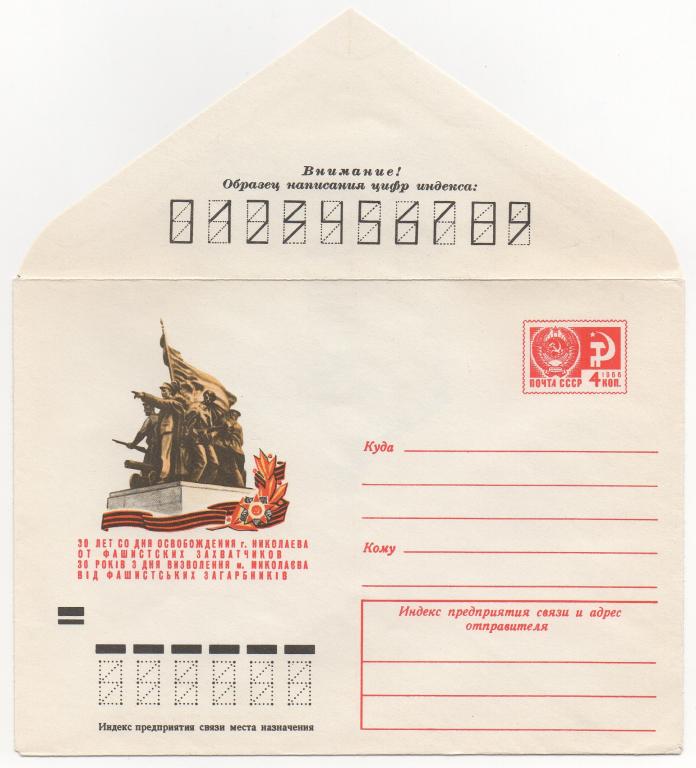 Внимание!
Образец написания цифр индекса:
0123456789
1966
ПОЧТА СССР 4 КОП.
Куда
Кому
30 ЛЕТ СО ДНЯ ОСВОБОЖДЕНИЯ г. НИКОЛАЕВА
ОТ ФАШИСТСКИХ ЗАХВАТЧИКОВ
30 РОКІВ З ДНЯ ВИЗВОЛЕННЯ м. МИКОЛАЄВА
ВІД ФАШИСТСЬКИХ ЗАГАРБНИКІВ
Индекс предприятия связи и адрес
отправителя
Индекс предприятия связи места назначения